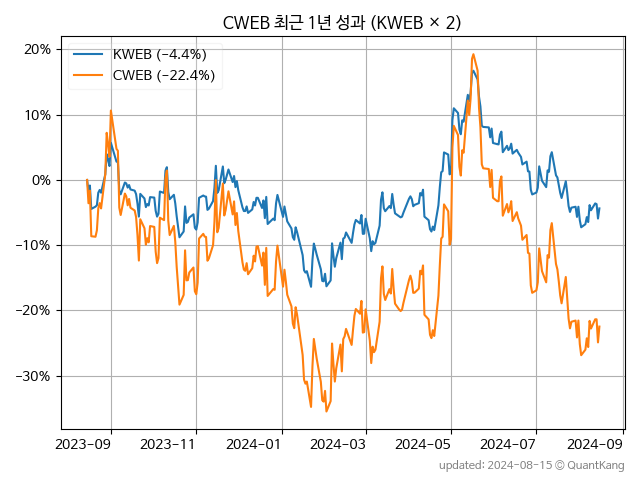 CWEB 최근 1년 성과 (KWEB × 2)
KWEB (−4.4%)
CWEB (−22.4%)
20%
10%
0%
−10%
−20%
−30%
2023-09 2023-11 2024-01 2024-03 2024-05 2024-07 2024-09
updated: 2024-08-15 © QuantKang